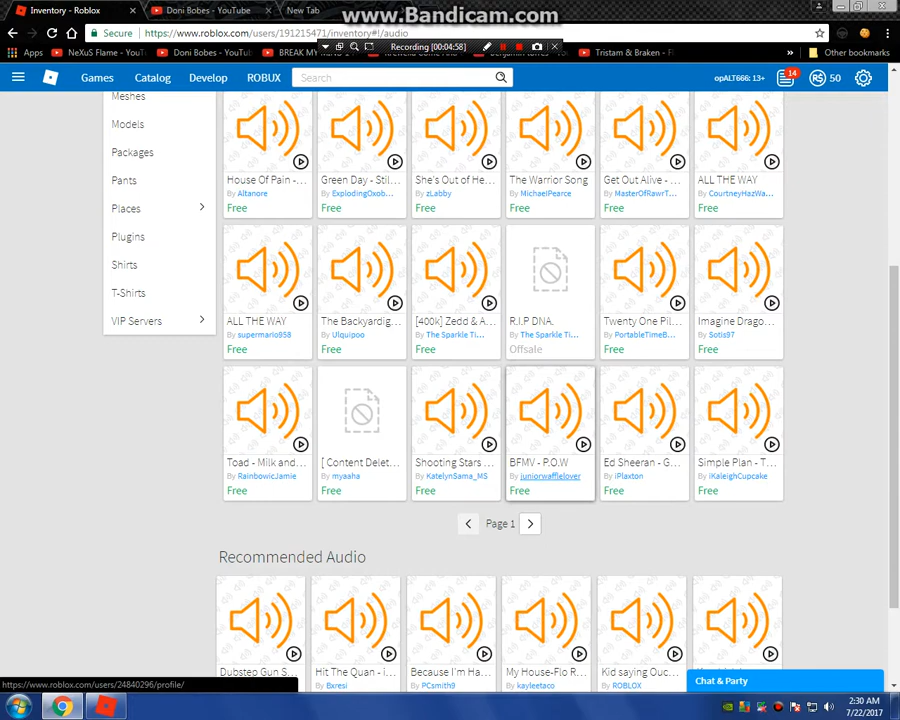 www.Bandicam.com
Inventory - Roblox
Doni Bobes - YouTube
New Tab
Secure
https://www.roblox.com/users/191215471/inventory#!/audio
Recording [00:04:58]
Apps
NeXuS Flame - YouT
Doni Bobes - YouTub
BREAK MY
Tristam & Braken - Fli
»
Other bookmarks
Games
Catalog
Develop
ROBUX
Search
opALT666: 13+
14
R$ 50
Meshes
Models
Packages
Pants
Places
Plugins
Shirts
T-Shirts
VIP Servers
House Of Pain -...
Green Day - Stil...
She's Out of He...
The Warrior Song
Get Out Alive - ...
ALL THE WAY
By Altanore
By ExplodingOxob...
By zLabby
By MichaelPearce
By MasterOfRawrT...
By CourtneyHazWa...
Free
Free
Free
Free
Free
Free
ALL THE WAY
The Backyardig...
[400k] Zedd & A...
R.I.P DNA.
Twenty One Pil...
Imagine Drago...
By supermario958
By Ulquipoo
By The Sparkle Ti...
By The Sparkle Ti...
By PortableTimeB...
By Sotis97
Free
Free
Free
Offsale
Free
Free
Toad - Milk and...
[ Content Delet...
Shooting Stars ...
BFMV - P.O.W
Ed Sheeran - G...
Simple Plan - T...
By RainbowicJamie
By myaaha
By KatelynSama_MS
By juniorwafflelover
By iPlaxton
By iKaleighCupcake
Free
Free
Free
Free
Free
Free
Page 1
Recommended Audio
Dubstep Gun S...
Hit The Quan - i...
Because I'm Ha...
My House-Flo R...
Kid saying Ouc...
By Bxresi
By PCsmith9
By kayleetaco
By ROBLOX
Chat & Party
https://www.roblox.com/users/24840296/profile/
2:30 AM
7/22/2017